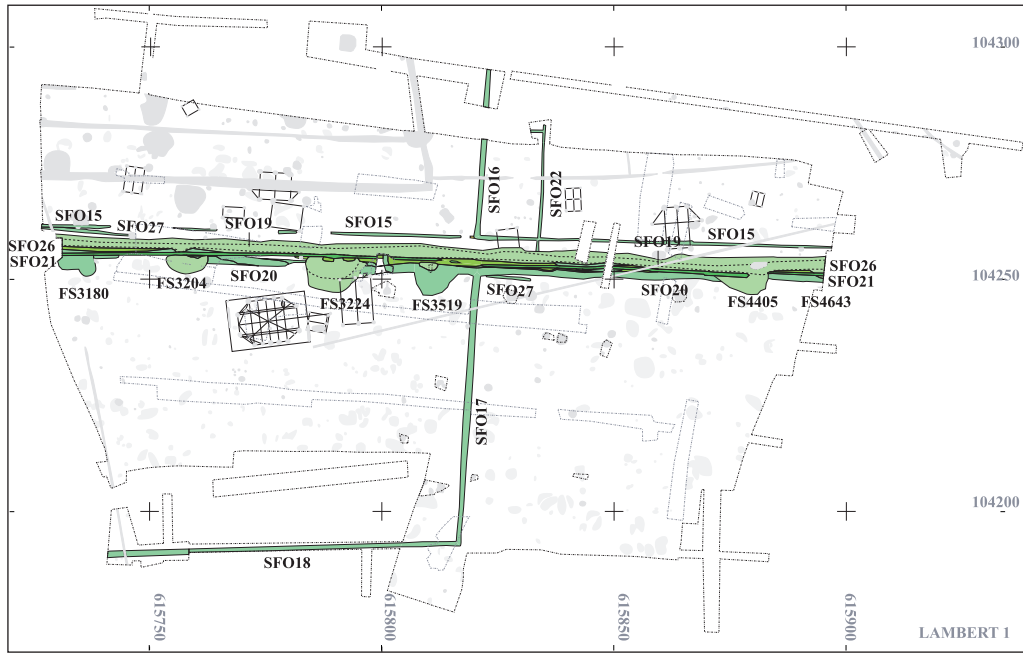 104300
SFO16
SFO22
SFO15
SFO27
SFO19
SFO15
SFO19
SFO15
SFO26
SFO21
SFO26
SFO21
104250
FS3180
FS3204
SFO20
FS3224
FS3519
SFO27
SFO20
FS4405
FS4643
SFO17
104200
SFO18
615750
615800
615850
615900
LAMBERT 1